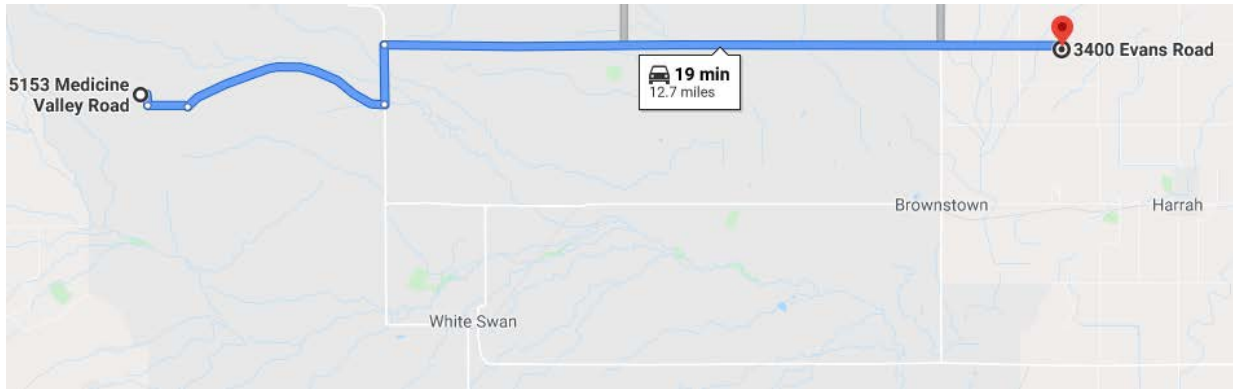 3400 Evans Road
19 min
12.7 miles
5153 Medicine
Valley Road
Brownstown
Harrah
White Swan